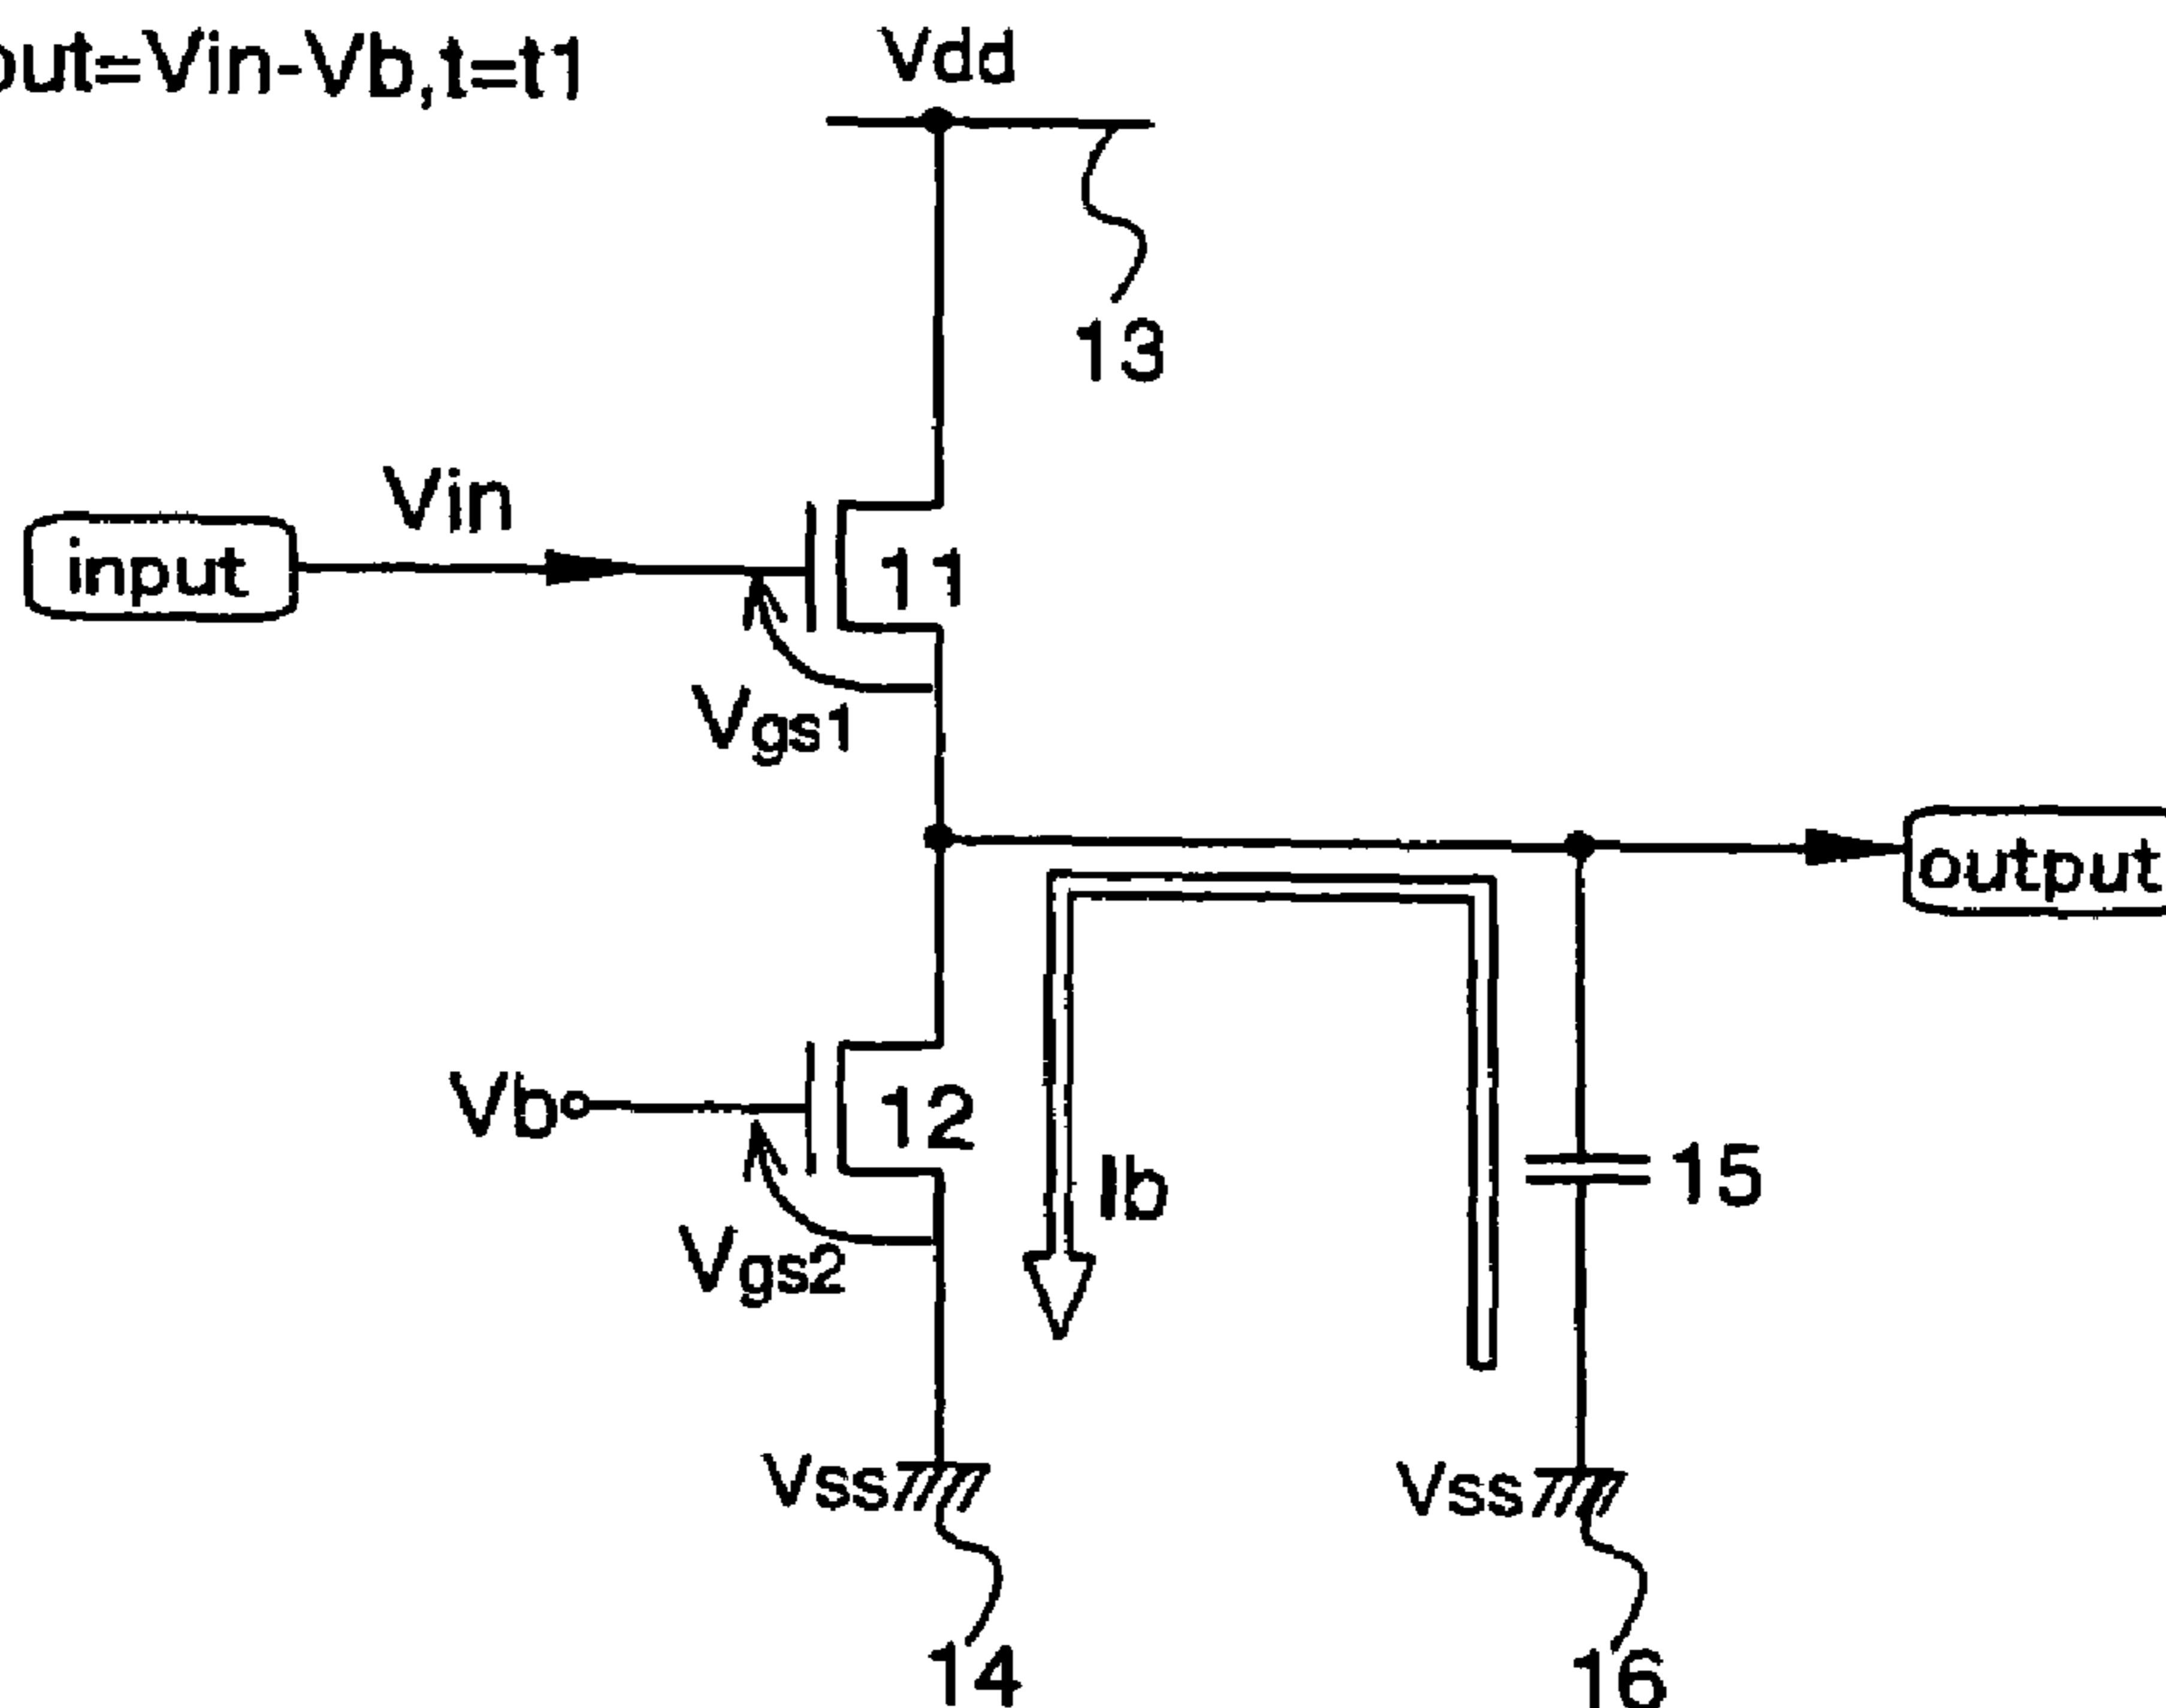 out=Vin-Vb,t=t1
Vdd
13
Vin
input
11
Vgs1
output
Vb
12
Ib
15
Vgs2
Vss
Vss
14
16